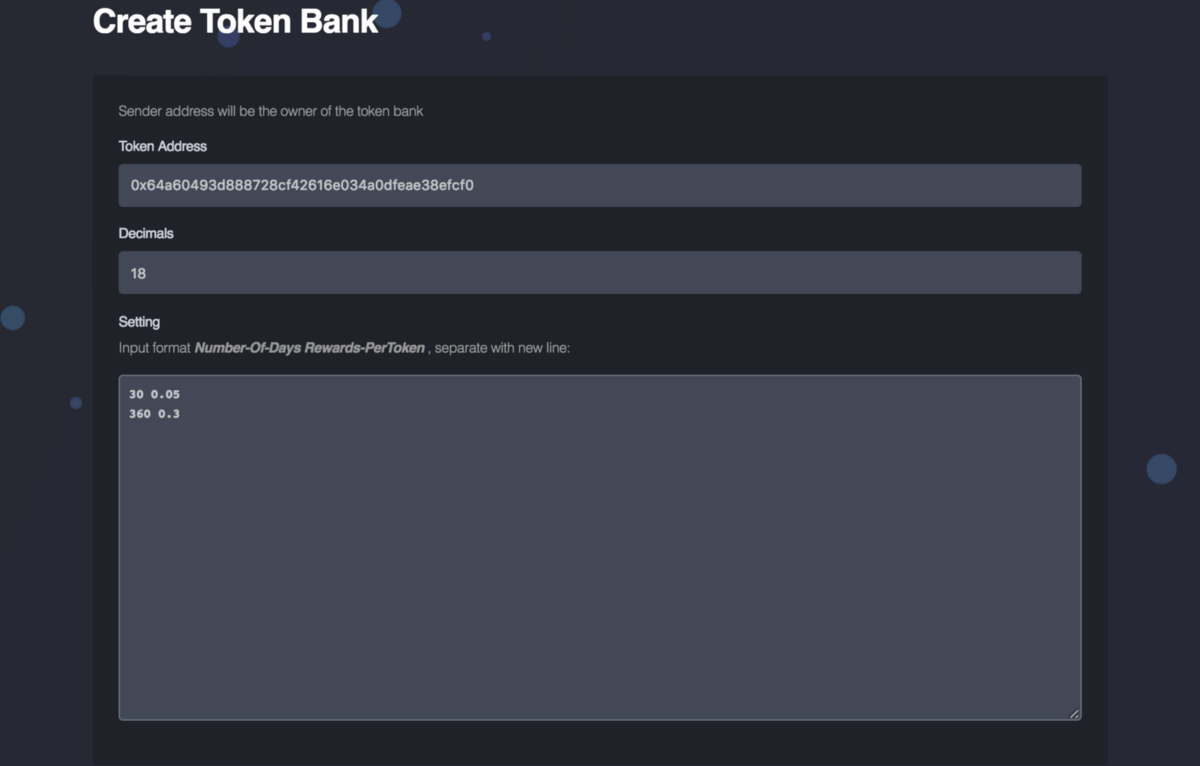 Create Token Bank
Sender address will be the owner of the token bank
Token Address
0x64a60493d888728cf42616e034a0dfeae38efcf0
Decimals
18
Setting
Input format Number-Of-Days Rewards-PerToken , separate with new line:
30 0.05
360 0.3